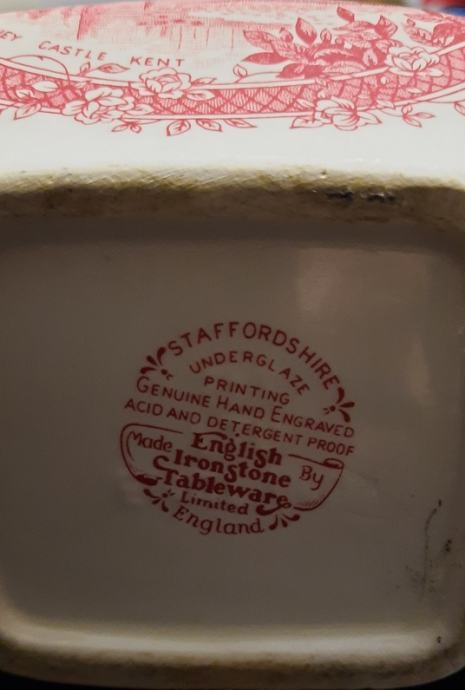 EY CASTLE KENT
STAFFORDSHIRE
UNDERGLAZE
PRINTING
GENUINE HAND ENGRAVED
ACID AND DETERGENT PROOF
Made English By
Ironstone
Tableware
Limited
England